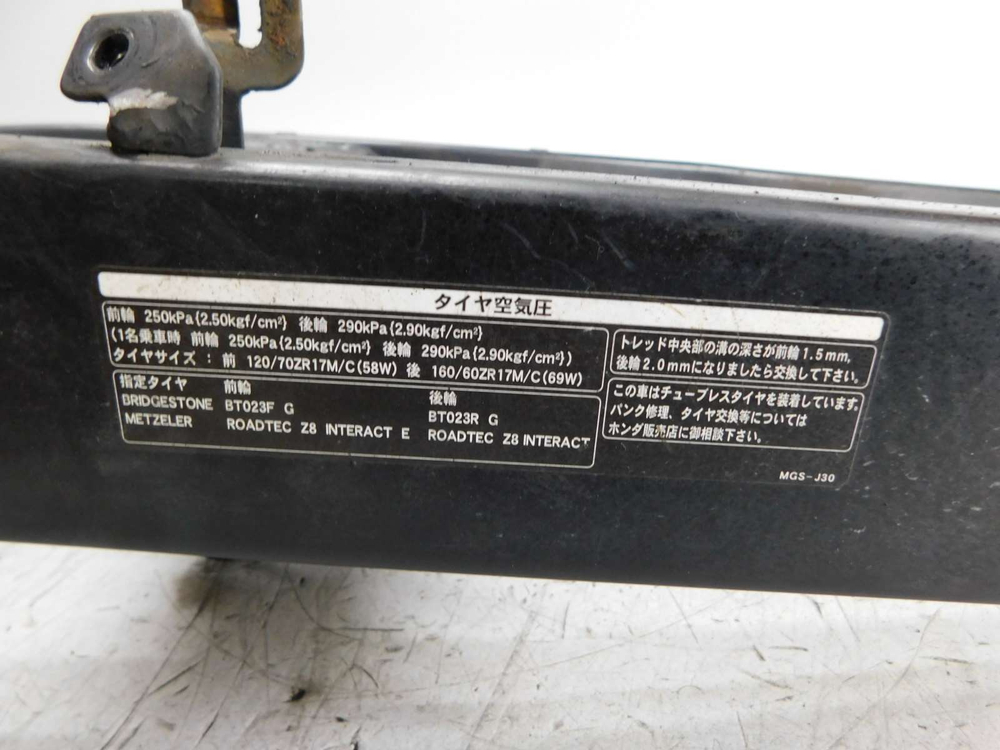 タイヤ空気圧
前輪 250kPa{2.50kgf/cm²} 後輪 290kPa{2.90kgf/cm²}
(1名乗車時 前輪 250kPa{2.50kgf/cm²} 後輪 290kPa{2.90kgf/cm²})
タイヤサイズ: 前 120/70ZR17M/C(58W) 後 160/60ZR17M/C(69W)
指定タイヤ 前輪 後輪
BRIDGESTONE BT023F G BT023R G
METZELER ROADTEC Z8 INTERACT E ROADTEC Z8 INTERACT
トレッド中央部の溝の深さが前輪1.5mm,
後輪2.0mmになりましたら交換して下さい。
この車はチューブレスタイヤを装着しています。
パンク修理、タイヤ交換等については
ホンダ販売店に御相談下さい。
MGS-J30